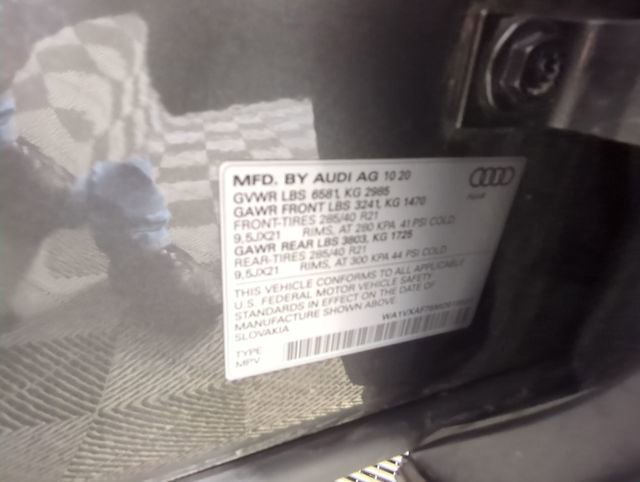 MFD. BY AUDI AG 10 20
GVWR LBS 6581, KG 2985
GAWR FRONT LBS 3241, KG 1470
FRONT-TIRES 285/40 R21
9,5JX21 RIMS, AT 280 KPA 41 PSI COLD
GAWR REAR LBS 3803, KG 1725
REAR-TIRES 285/40 R21
9,5JX21 RIMS, AT 300 KPA 44 PSI COLD
THIS VEHICLE CONFORMS TO ALL APPLICABLE
U.S. FEDERAL MOTOR VEHICLE SAFETY
STANDARDS IN EFFECT ON THE DATE OF
MANUFACTURE SHOWN ABOVE.
SLOVAKIA
TYPE
MPV